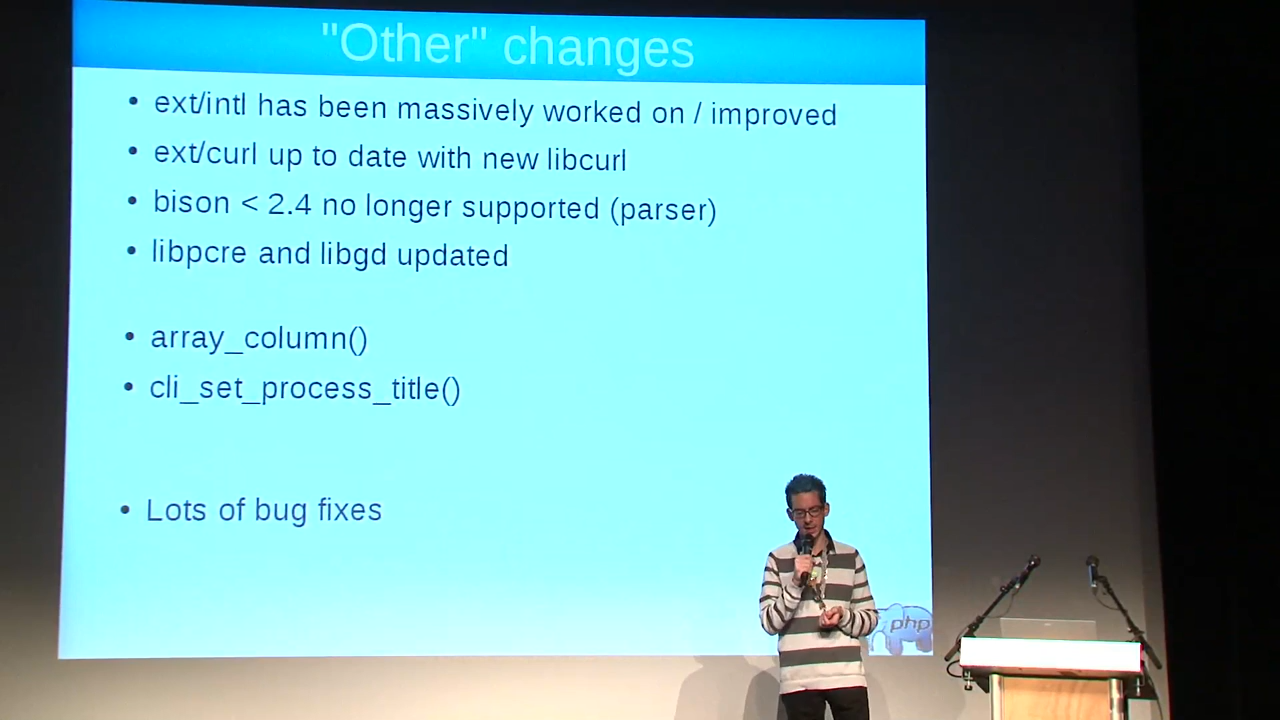 "Other" changes
• ext/intl has been massively worked on / improved
• ext/curl up to date with new libcurl
• bison < 2.4 no longer supported (parser)
• libpcre and libgd updated
• array_column()
• cli_set_process_title()
• Lots of bug fixes
php